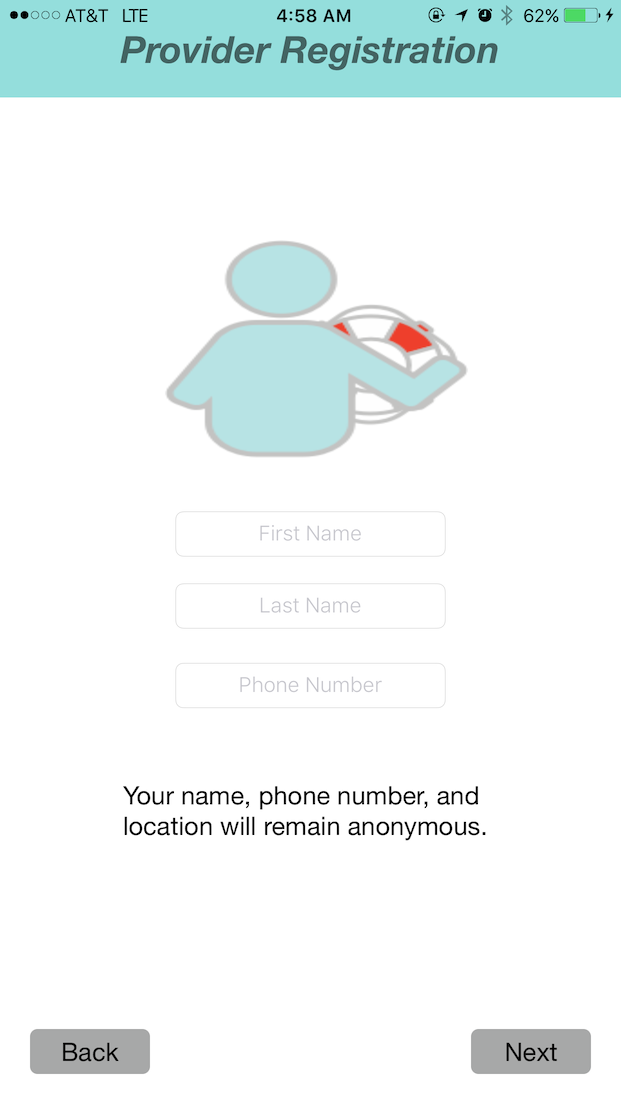 AT&T LTE 4:58 AM 62%
Provider Registration
First Name
Last Name
Phone Number
Your name, phone number, and
location will remain anonymous.
Back Next